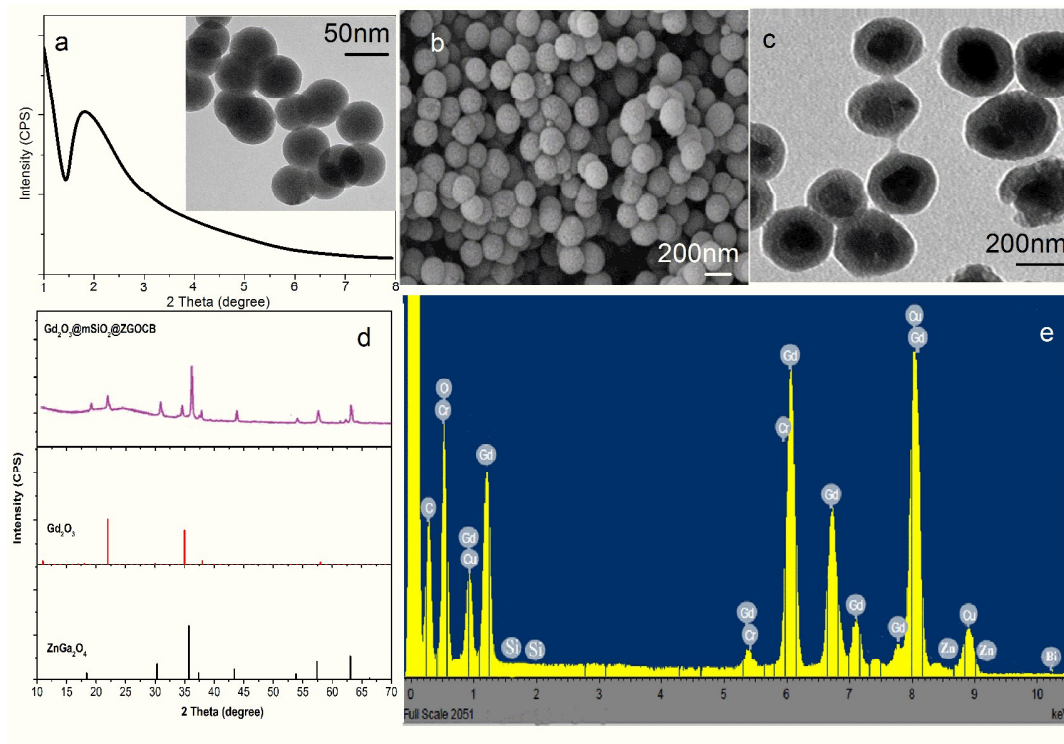 a
50nm
Intensity (CPS)
1 2 3 4 5 6 7 8
2 Theta (degree)
b
200nm
c
200nm
d
Gd2O3@mSiO2@ZGOCB
Gd2O3
ZnGa2O4
Intensity (CPS)
10 15 20 25 30 35 40 45 50 55 60 65 70
2 Theta (degree)
e
C
O
Cr
Gd
Cu
Gd
Si
Si
Gd
Cr
Cr
Gd
Gd
Gd
Gd
Cu
Gd
Zn
Cu
Zn
Bi
0 1 2 3 4 5 6 7 8 9 10
Full Scale 2051
keV